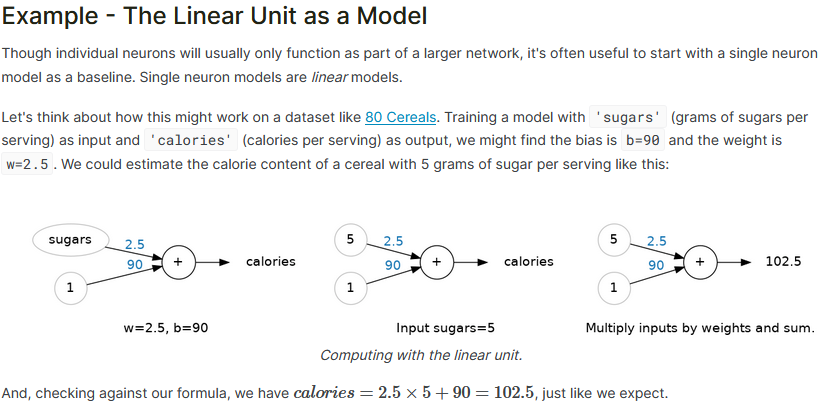 Example - The Linear Unit as a Model
Though individual neurons will usually only function as part of a larger network, it's often useful to start with a single neuron
model as a baseline. Single neuron models are linear models.
Let's think about how this might work on a dataset like 80 Cereals. Training a model with 'sugars' (grams of sugars per
serving) as input and 'calories' (calories per serving) as output, we might find the bias is b=90 and the weight is
w=2.5. We could estimate the calorie content of a cereal with 5 grams of sugar per serving like this:
sugars
2.5
90
1
+
calories
w=2.5, b=90
5
2.5
90
1
+
calories
Input sugars=5
5
2.5
90
1
+
102.5
Multiply inputs by weights and sum.
Computing with the linear unit.
And, checking against our formula, we have calories = 2.5 × 5 + 90 = 102.5, just like we expect.